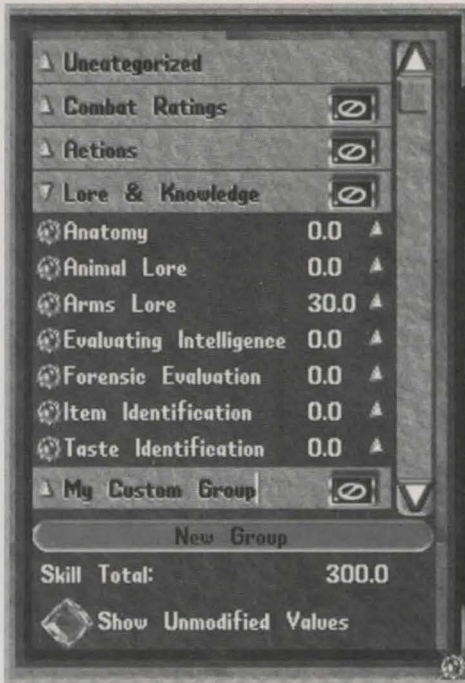 Uncategorized
Combat Ratings
Actions
Lore & Knowledge
Anatomy 0.0
Animal Lore 0.0
Arms Lore 30.0
Evaluating Intelligence 0.0
Forensic Evaluation 0.0
Item Identification 0.0
Taste Identification 0.0
My Custom Group
New Group
Skill Total: 300.0
Show Unmodified Values